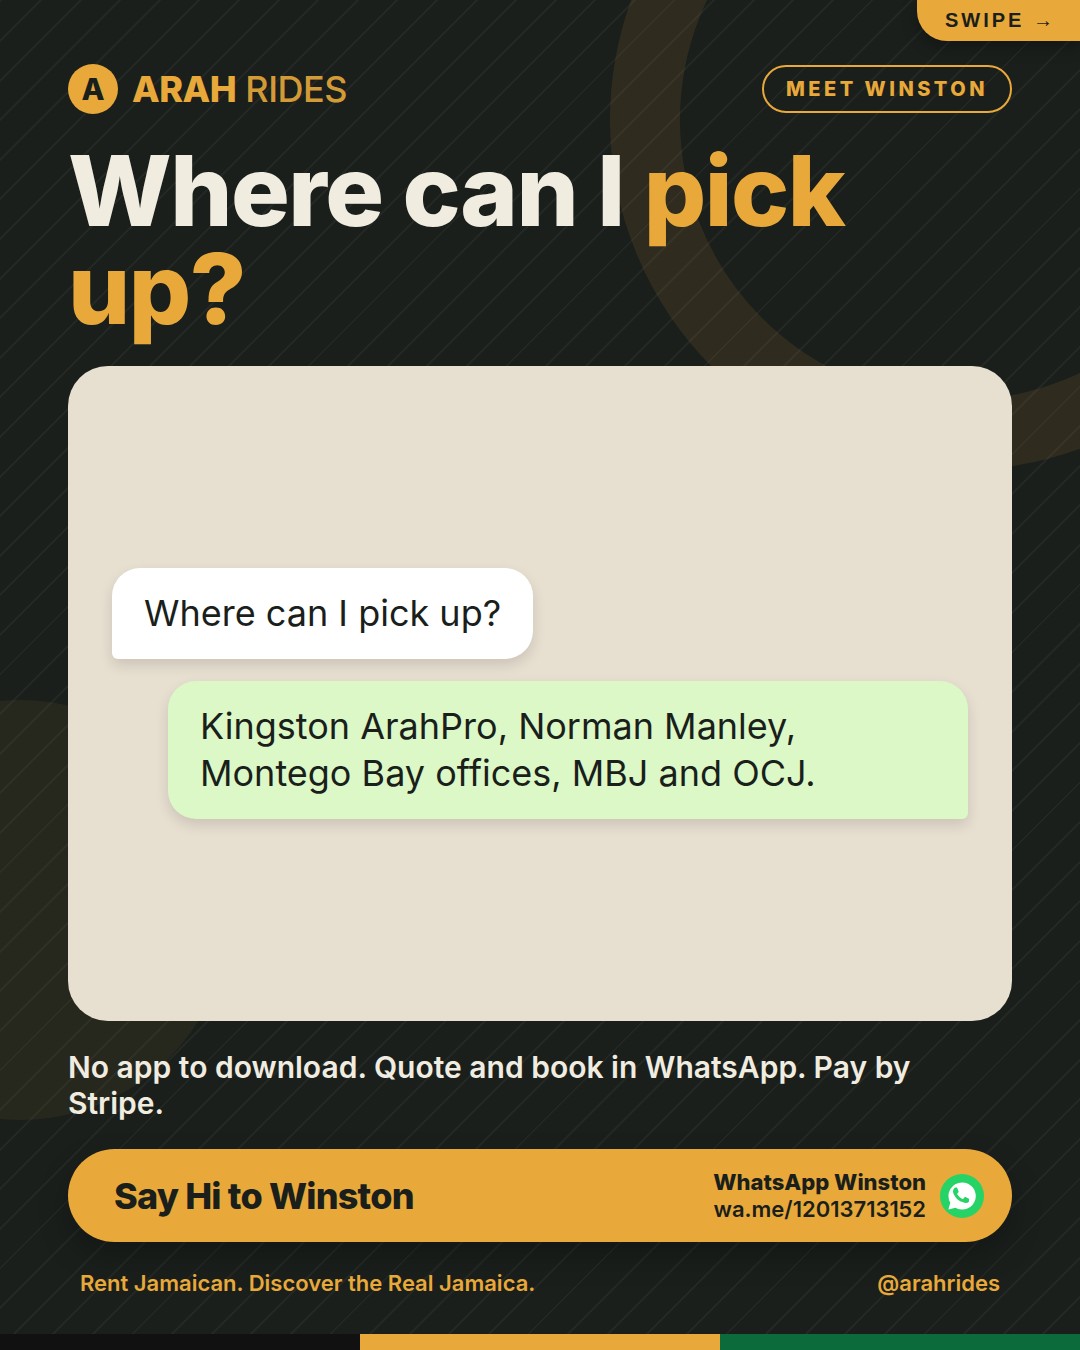 SWIPE →
A ARAH RIDES
MEET WINSTON
Where can I pick
up?
Where can I pick up?
Kingston ArahPro, Norman Manley,
Montego Bay offices, MBJ and OCJ.
No app to download. Quote and book in WhatsApp. Pay by
Stripe.
Say Hi to Winston
WhatsApp Winston
wa.me/12013713152
Rent Jamaican. Discover the Real Jamaica.
@arahrides